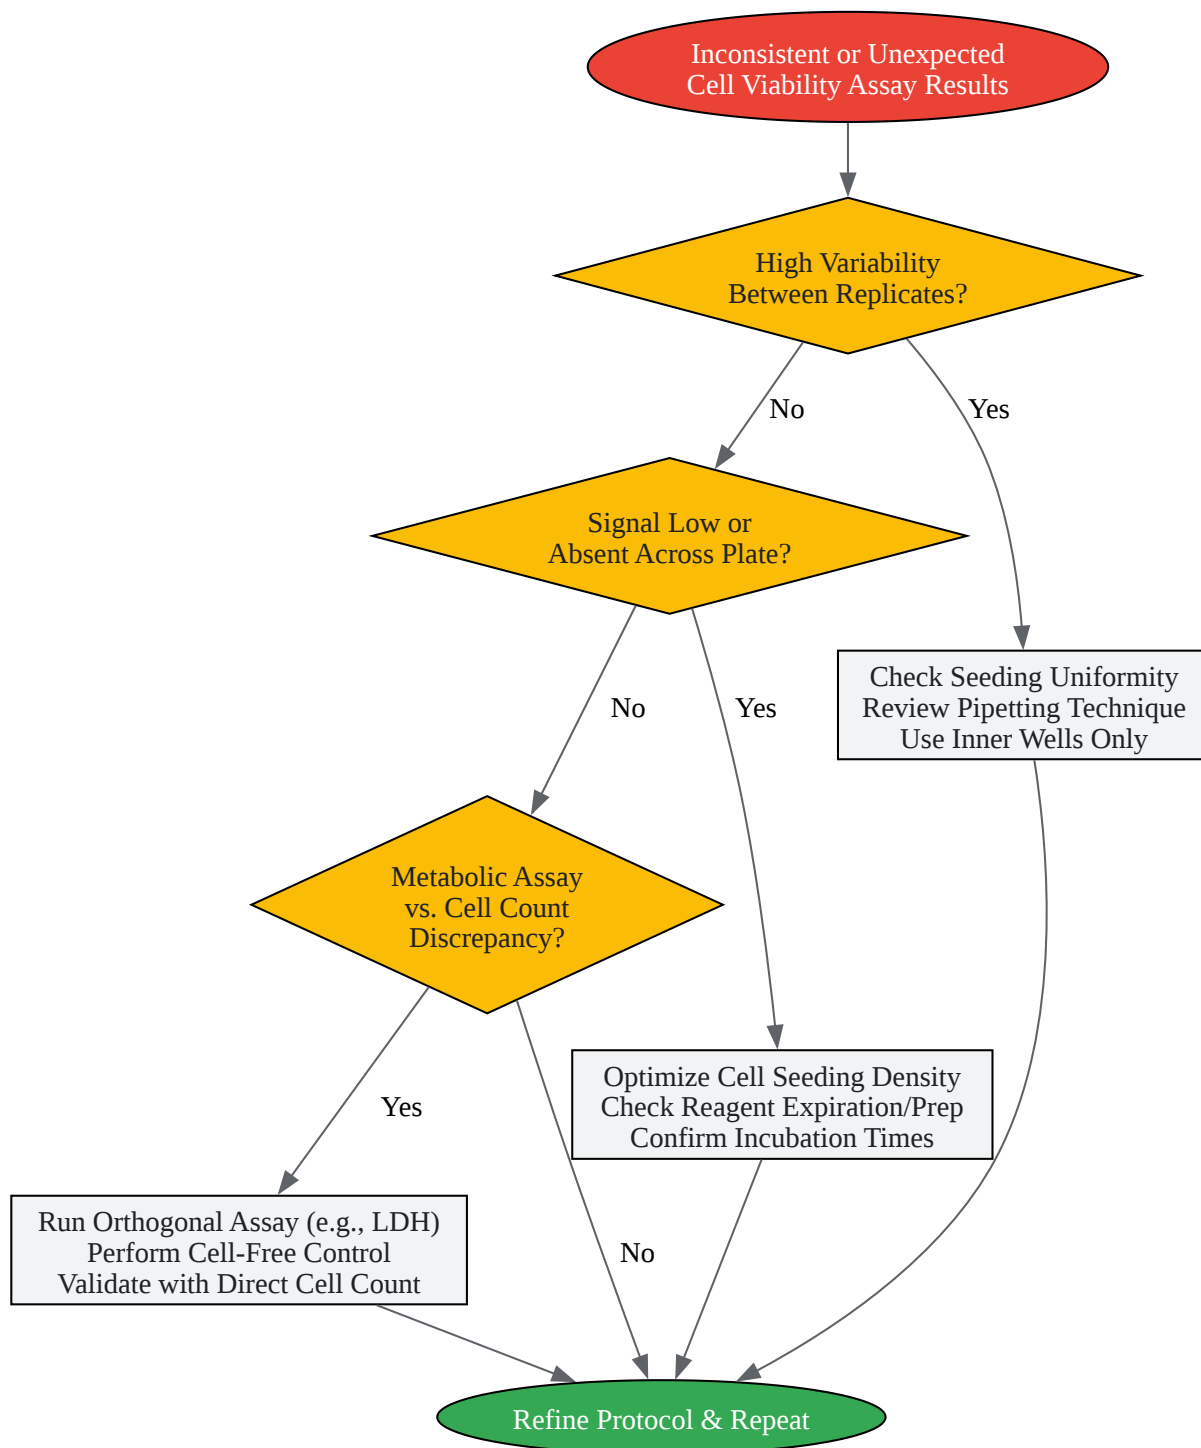 Inconsistent or Unexpected
Cell Viability Assay Results
High Variability
Between Replicates?
No
Yes
Signal Low or
Absent Across Plate?
No
Yes
Check Seeding Uniformity
Review Pipetting Technique
Use Inner Wells Only
Metabolic Assay
vs. Cell Count
Discrepancy?
Yes
Optimize Cell Seeding Density
Check Reagent Expiration/Prep
Confirm Incubation Times
Run Orthogonal Assay (e.g., LDH)
Perform Cell-Free Control
Validate with Direct Cell Count
No
Refine Protocol & Repeat